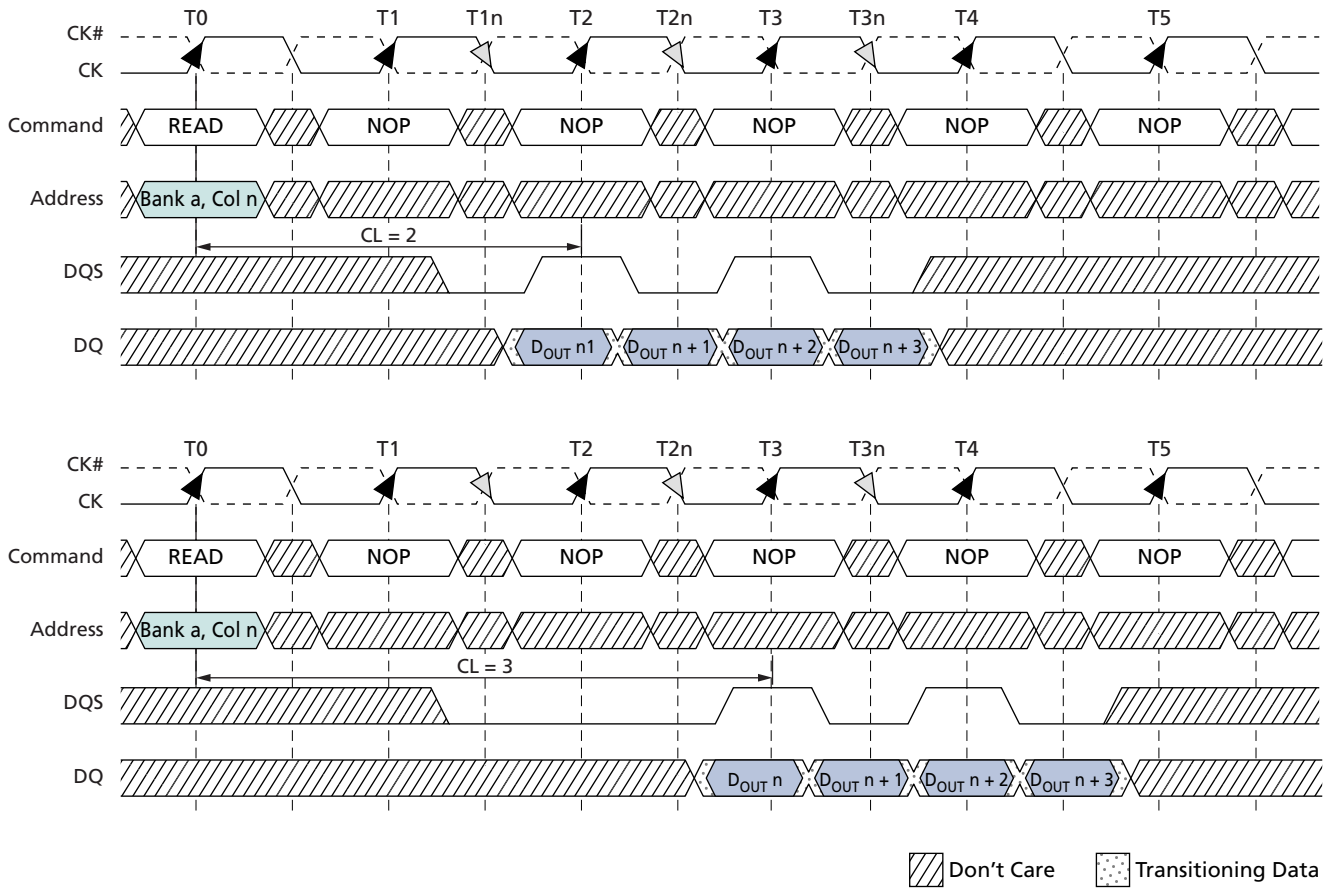 T0 T1 T1n T2 T2n T3 T3n T4 T5
CK#
CK
Command READ NOP NOP NOP NOP NOP
Address Bank a, Col n
CL = 2
DQS
DQ DOUT n1 DOUT n + 1 DOUT n + 2 DOUT n + 3
T0 T1 T2 T2n T3 T3n T4 T5
CK#
CK
Command READ NOP NOP NOP NOP NOP
Address Bank a, Col n
CL = 3
DQS
DQ DOUT n DOUT n + 1 DOUT n + 2 DOUT n + 3
Don't Care Transitioning Data